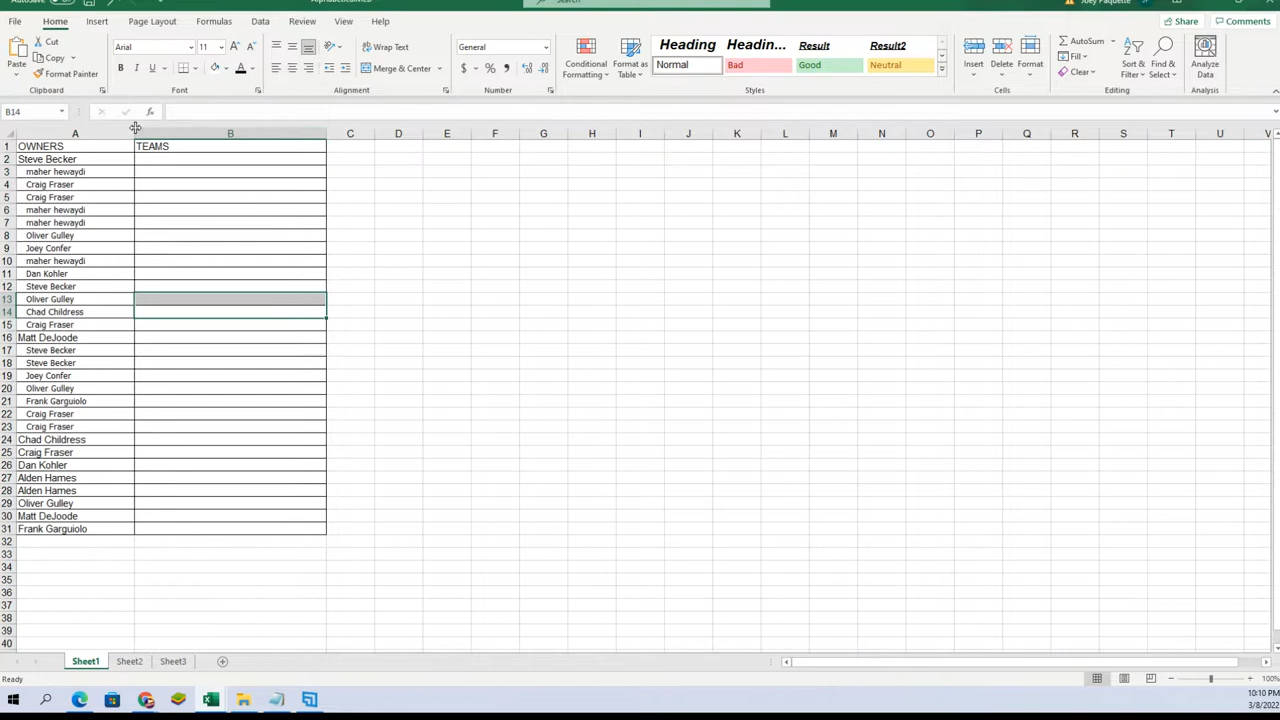 File Home Insert Page Layout Formulas Data Review View Help Share Comments
Cut Arial 11 Wrap Text General Heading Headin... Result Result2 AutoSum
Paste Copy Format Painter B I U Merge & Center $ % Conditional Formatting Format as Table Normal Bad Good Neutral Insert Delete Format Fill Clear Sort & Filter Find & Select Analyze Data
Clipboard Font Alignment Number Styles Cells Editing Analysis
B14 fx
A B C D E F G H I J K L M N O P Q R S T U V
1 OWNERS TEAMS
2 Steve Becker
3 maher hewaydi
4 Craig Fraser
5 Craig Fraser
6 maher hewaydi
7 maher hewaydi
8 Oliver Gulley
9 Joey Confer
10 maher hewaydi
11 Dan Kohler
12 Steve Becker
13 Oliver Gulley
14 Chad Childress
15 Craig Fraser
16 Matt DeJoode
17 Steve Becker
18 Steve Becker
19 Joey Confer
20 Oliver Gulley
21 Frank Garguiolo
22 Craig Fraser
23 Craig Fraser
24 Chad Childress
25 Craig Fraser
26 Dan Kohler
27 Alden Hames
28 Alden Hames
29 Oliver Gulley
30 Matt DeJoode
31 Frank Garguiolo
32
33
34
35
36
37
38
39
40
Sheet1 Sheet2 Sheet3
Ready 100%
10:10 PM
3/8/2022